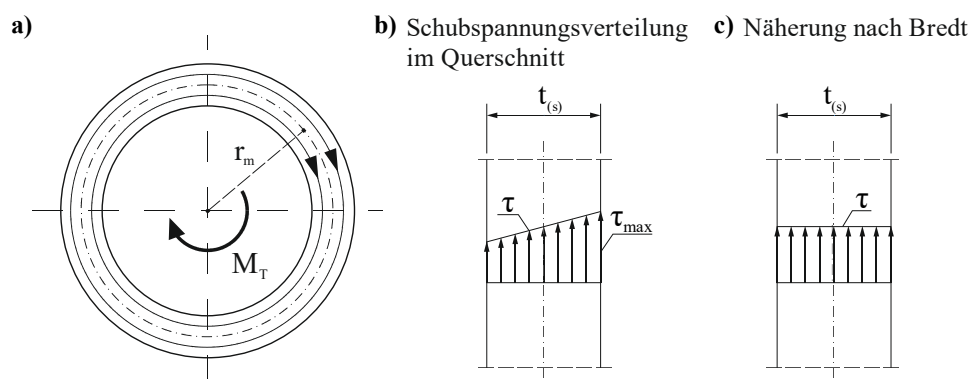 a)
r_m
M_T
b) Schubspannungsverteilung
im Querschnitt
t_(s)
τ
τ_max
c) Näherung nach Bredt
t_(s)
τ